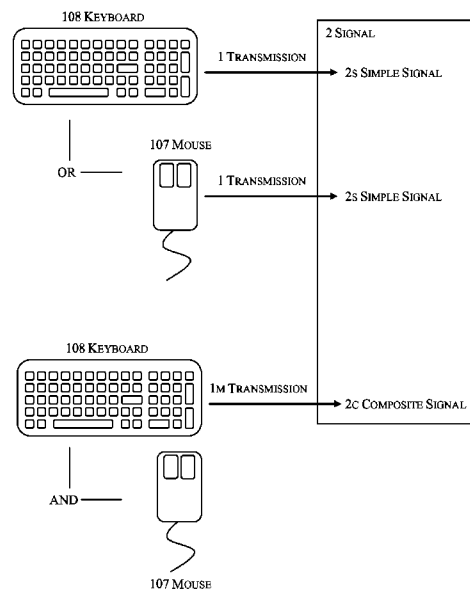 108 KEYBOARD
2 SIGNAL
1 TRANSMISSION
2S SIMPLE SIGNAL
107 MOUSE
OR
1 TRANSMISSION
2S SIMPLE SIGNAL
108 KEYBOARD
1M TRANSMISSION
2C COMPOSITE SIGNAL
AND
107 MOUSE